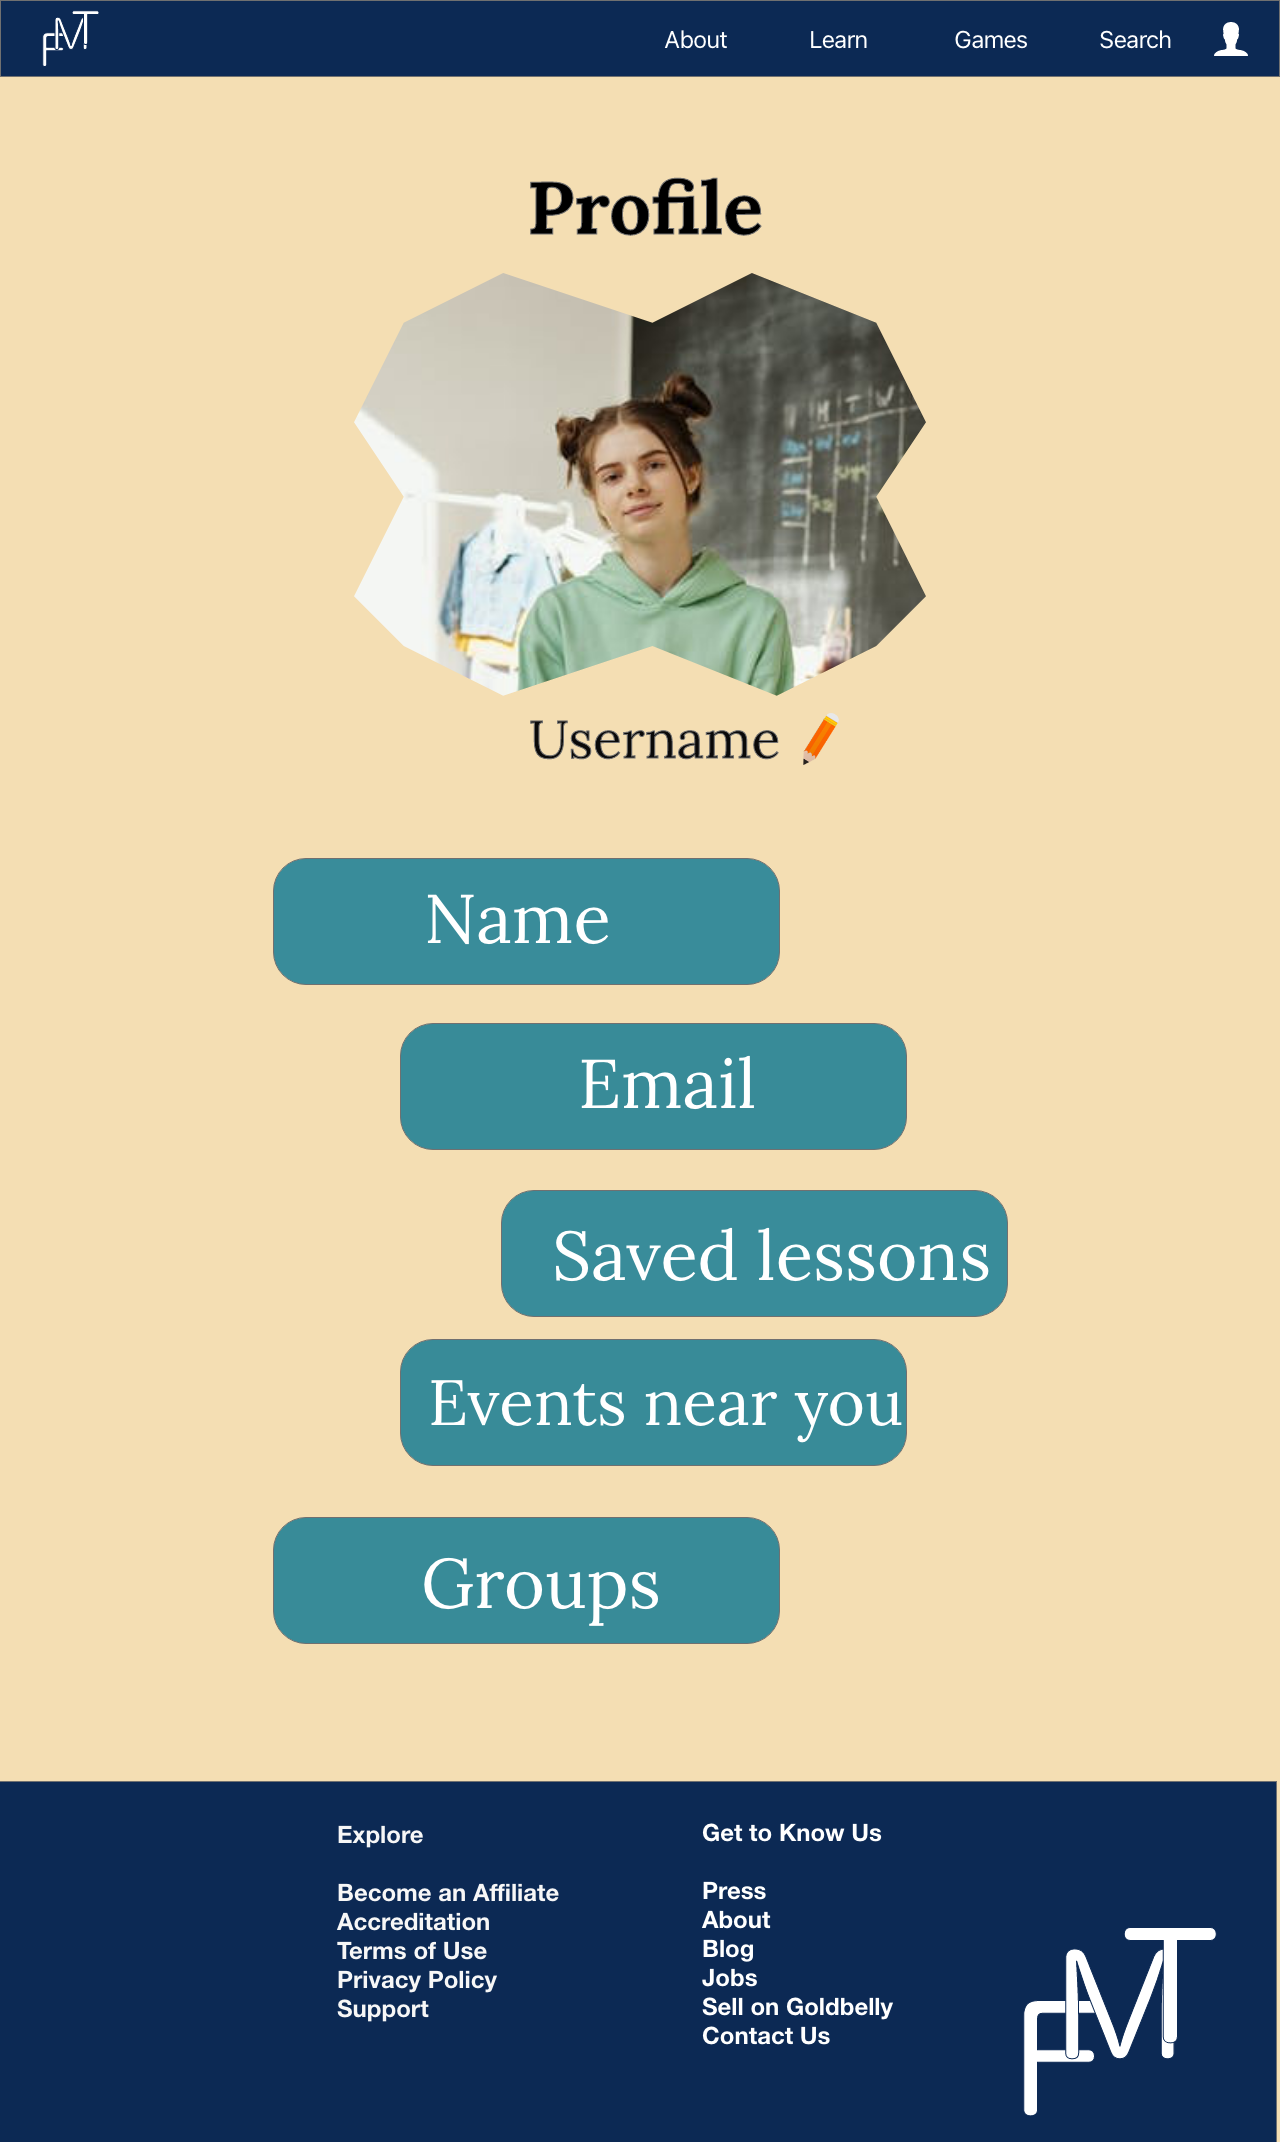 FMT
About Learn Games Search
Profile
M T W
Username
Name
Email
Saved lessons
Events near you
Groups
Explore
Become an Affiliate
Accreditation
Terms of Use
Privacy Policy
Support
Get to Know Us
Press
About
Blog
Jobs
Sell on Goldbelly
Contact Us
FMT